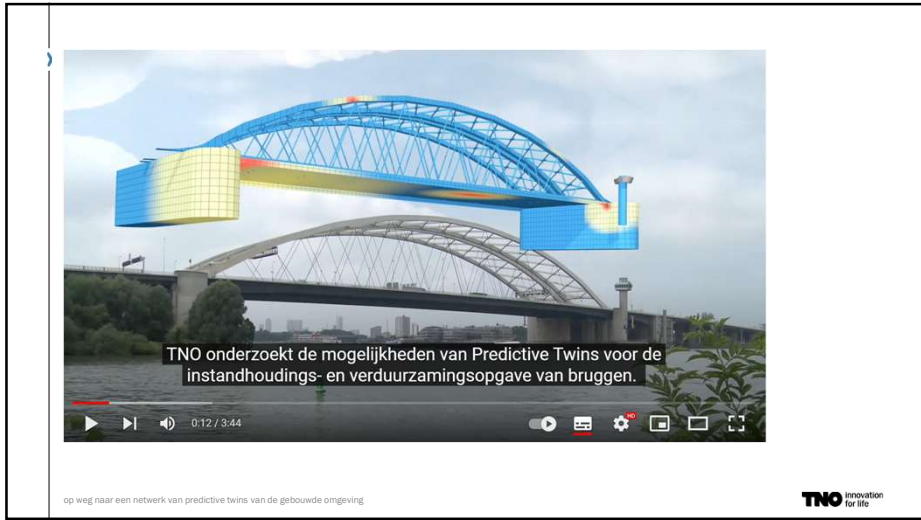 TNO onderzoekt de mogelijkheden van Predictive Twins voor de
instandhoudings- en verduurzamingsopgave van bruggen.
0:12 / 3:44
HD
op weg naar een netwerk van predictive twins van de gebouwde omgeving
TNO innovation
for life